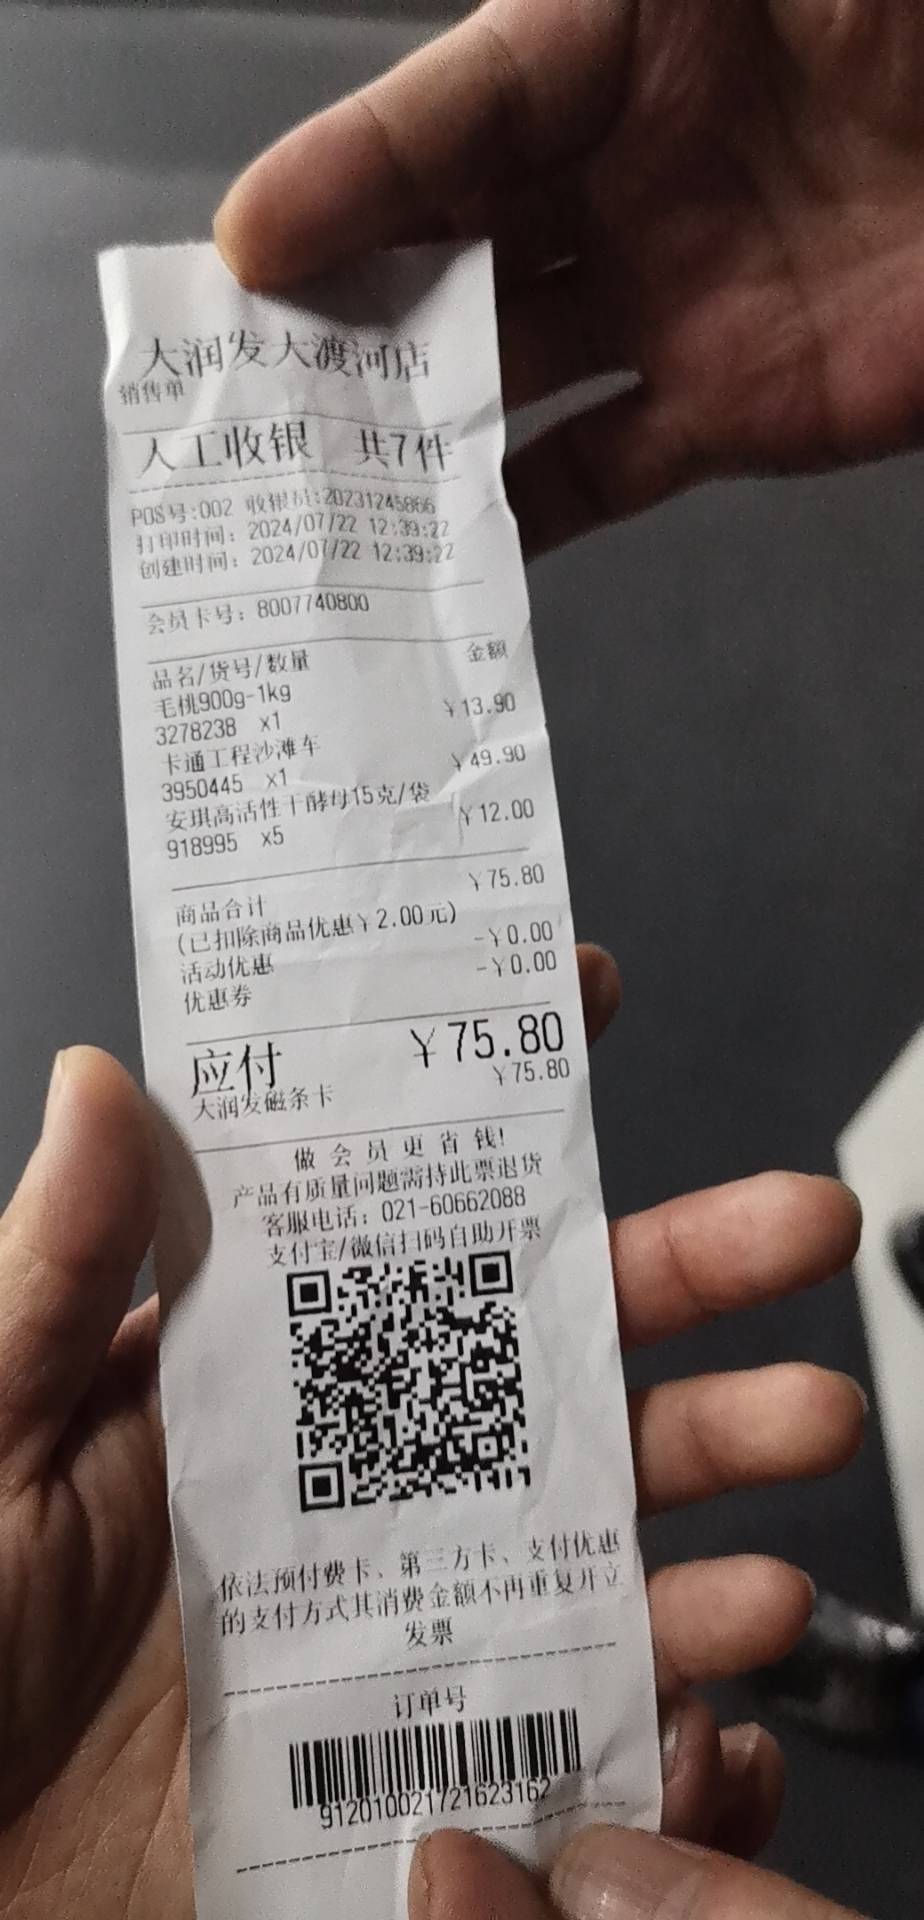 大润发大渡河店
销售单
人工收银 共7件
POS号:002 收银员:20231245866
打印时间: 2024/07/22 12:39:22
创建时间: 2024/07/22 12:39:22
会员卡号: 8007740800
品名/货号/数量 金额
毛桃900g-1kg
3278238 x1 ￥13.90
卡通工程沙滩车
3950445 x1 ￥49.90
安琪高活性干酵母15克/袋
918995 x5 ￥12.00
商品合计 ￥75.80
(已扣除商品优惠￥2.00元)
活动优惠 -￥0.00
优惠券 -￥0.00
应付 ￥75.80
大润发磁条卡 ￥75.80
做会员更省钱!
产品有质量问题需持此票退货
客服电话: 021-60662088
支付宝/微信扫码自助开票
依法预付费卡、第三方卡、支付优惠
的支付方式其消费金额不再重复开立
发票
订单号
912010021721623162